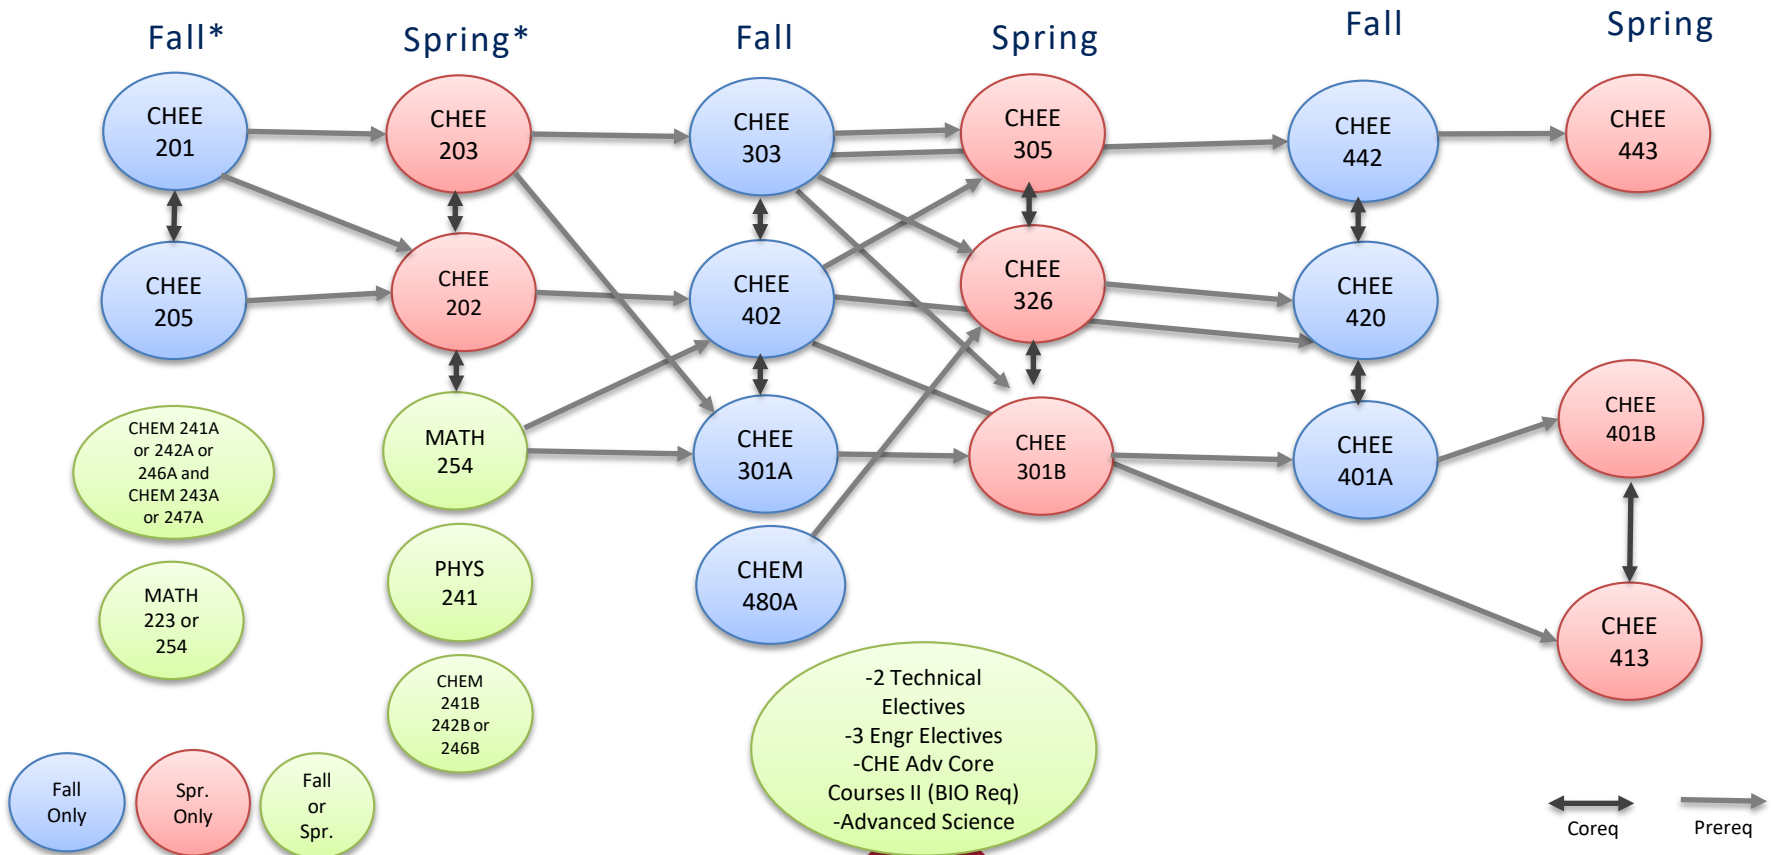 Fall*
Spring*
Fall
Spring
Fall
Spring
CHEE
201
CHEE
203
CHEE
303
CHEE
305
CHEE
442
CHEE
443
CHEE
205
CHEE
202
CHEE
402
CHEE
326
CHEE
420
CHEM 241A
or 242A or
246A and
CHEM 243A
or 247A
MATH
254
CHEE
301A
CHEE
301B
CHEE
401A
CHEE
401B
MATH
223 or
254
PHYS
241
CHEM
480A
CHEE
413
CHEM
241B
242B or
246B
-2 Technical
Electives
-3 Engr Electives
-CHE Adv Core
Courses II (BIO Req)
-Advanced Science
Fall
Only
Spr.
Only
Fall
or
Spr.
Coreq
Prereq